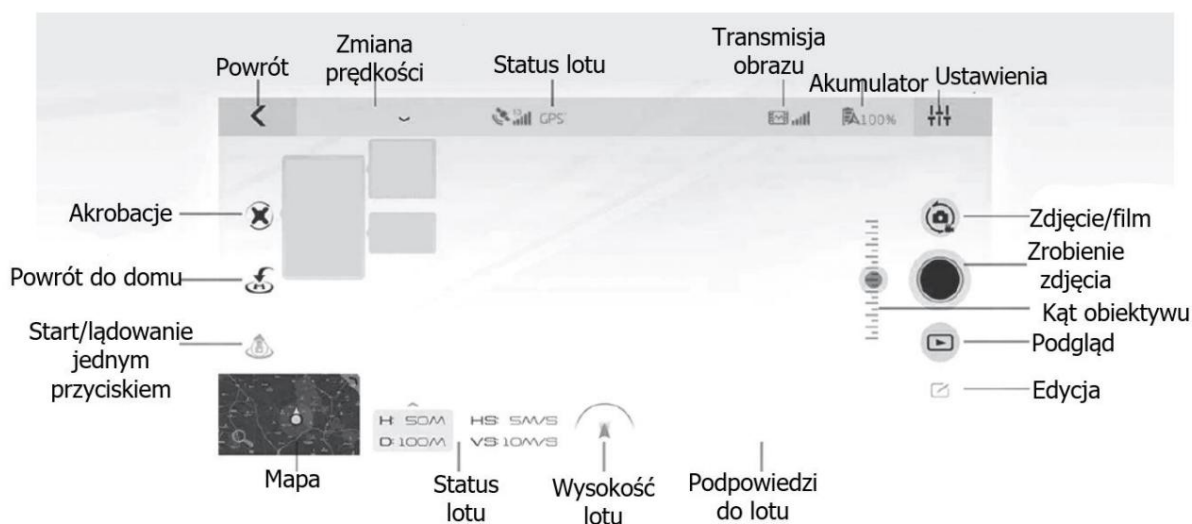 Powrót
Zmiana
prędkości
Status lotu
Transmisja
obrazu
Akumulator
Ustawienia
GPS
100%
Akrobacje
Powrót do domu
Start/lądowanie
jednym
przyciskiem
Zdjęcie/film
Zrobienie
zdjęcia
Kąt obiektywu
Podgląd
Edycja
H: 50M HS: 5M/S
D: 100M VS: 10M/S
Mapa
Status
lotu
Wysokość
lotu
Podpowiedzi
do lotu